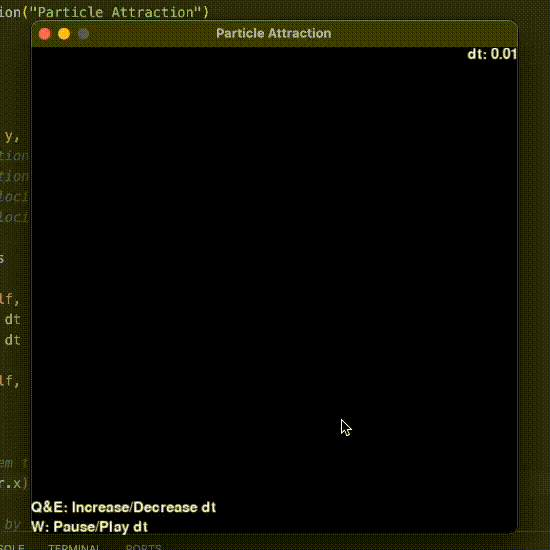 ion("Particle Attraction")
Particle Attraction
dt: 0.01
y,
tion
tion
loci
loci
s
lf,
dt
dt
lf,
em t
r.x)
Q&E: Increase/Decrease dt
by
W: Pause/Play dt
SOLE TERMINAL PORTS